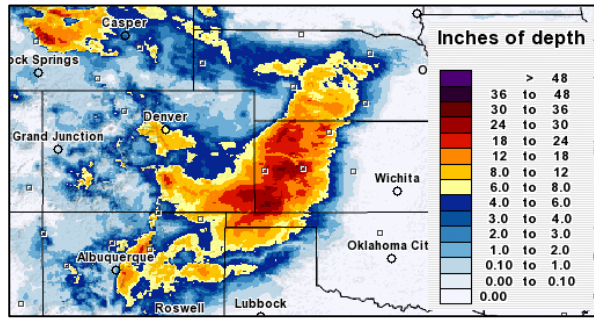 Casper
ock Springs
Denver
Grand Junction
Wichita
Albuquerque
Oklahoma Cit
Roswell
Lubbock
Inches of depth
> 48
36 to 48
30 to 36
24 to 30
18 to 24
12 to 18
8.0 to 12
6.0 to 8.0
4.0 to 6.0
3.0 to 4.0
2.0 to 3.0
1.0 to 2.0
0.10 to 1.0
0.00 to 0.10
0.00